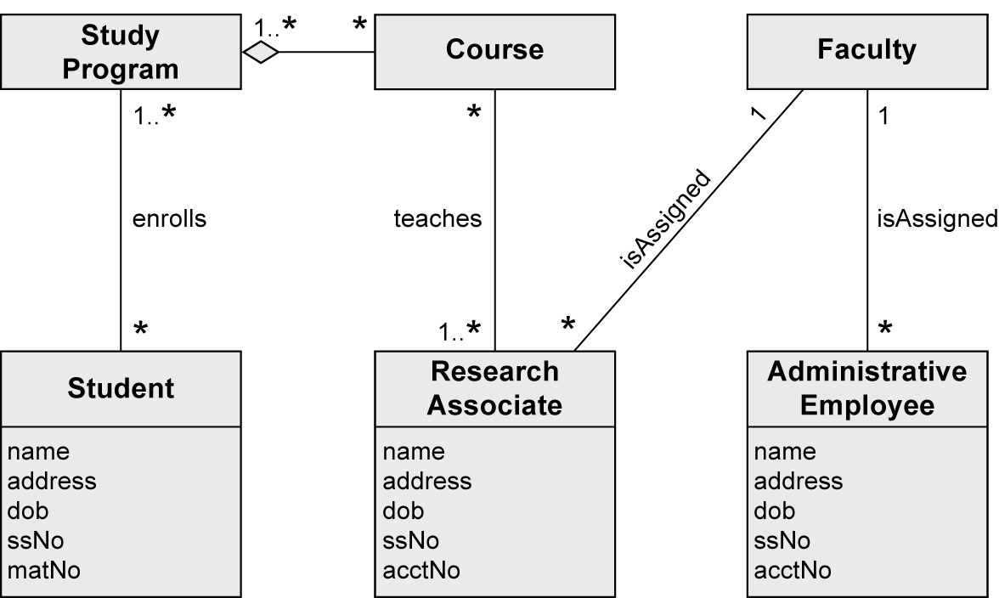 Study
Program
1..*
*
Course
Faculty
1..*
*
1
1
enrolls
teaches
isAssigned
isAssigned
*
1..*
*
*
Student
Research
Associate
Administrative
Employee
name
address
dob
ssNo
matNo
name
address
dob
ssNo
acctNo
name
address
dob
ssNo
acctNo